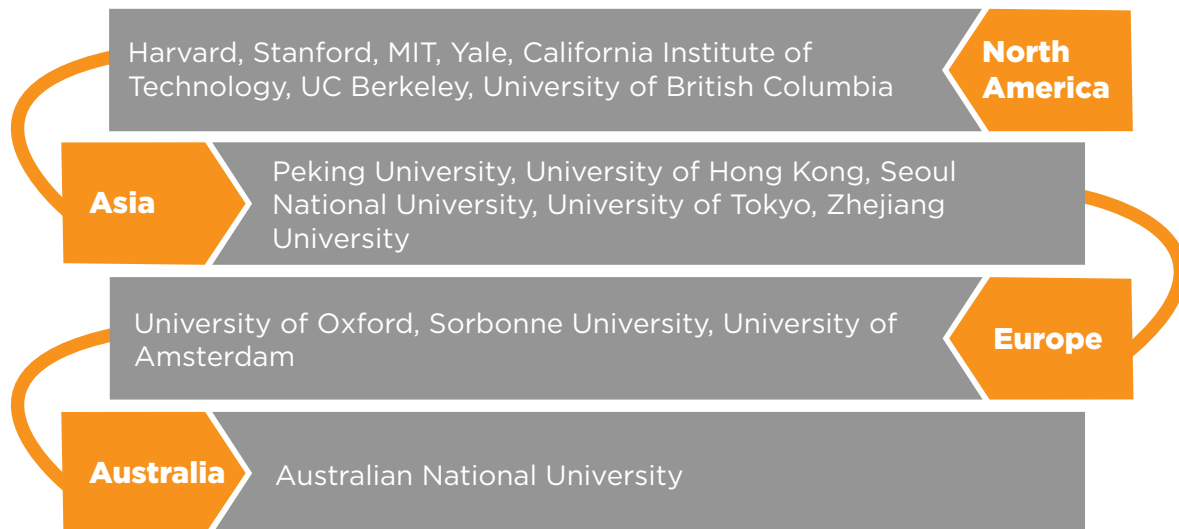 Harvard, Stanford, MIT, Yale, California Institute of
Technology, UC Berkeley, University of British Columbia
North
America
Asia
Peking University, University of Hong Kong, Seoul
National University, University of Tokyo, Zhejiang
University
University of Oxford, Sorbonne University, University of
Amsterdam
Europe
Australia
Australian National University